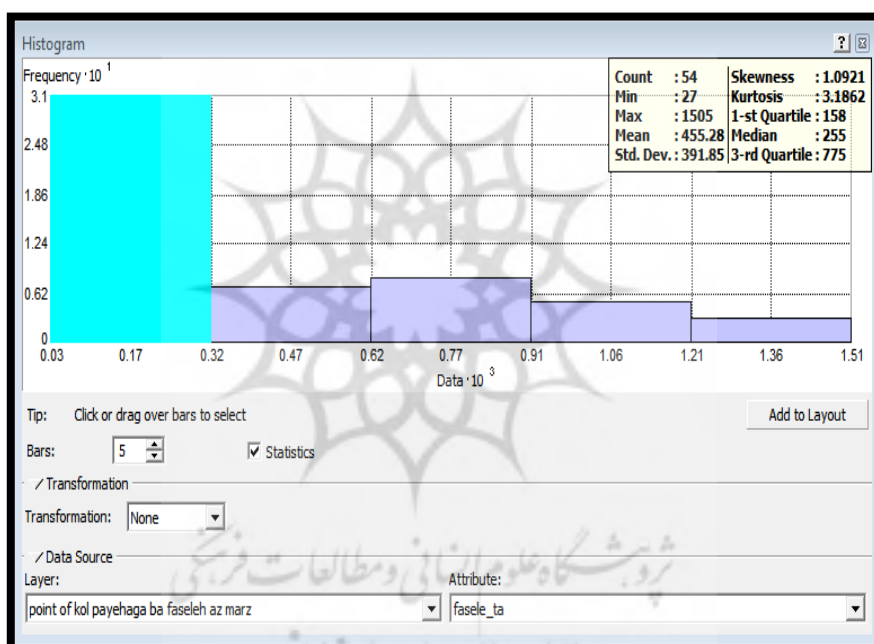 Histogram
Frequency · 10 1
3.1
2.48
1.86
1.24
0.62
0
0.03 0.17 0.32 0.47 0.62 0.77 0.91 1.06 1.21 1.36 1.51
Data · 10 3
Count : 54 Skewness : 1.0921
Min : 27 Kurtosis : 3.1862
Max : 1505 1-st Quartile : 158
Mean : 455.28 Median : 255
Std. Dev. : 391.85 3-rd Quartile : 775
Tip: Click or drag over bars to select
Add to Layout
Bars: 5 Statistics
Transformation
Transformation: None
Data Source
Layer: Attribute:
point of kol payehaga ba faseleh az marz fasele_ta
پژوهشگاه علوم انسانی و مطالعات فرهنگی